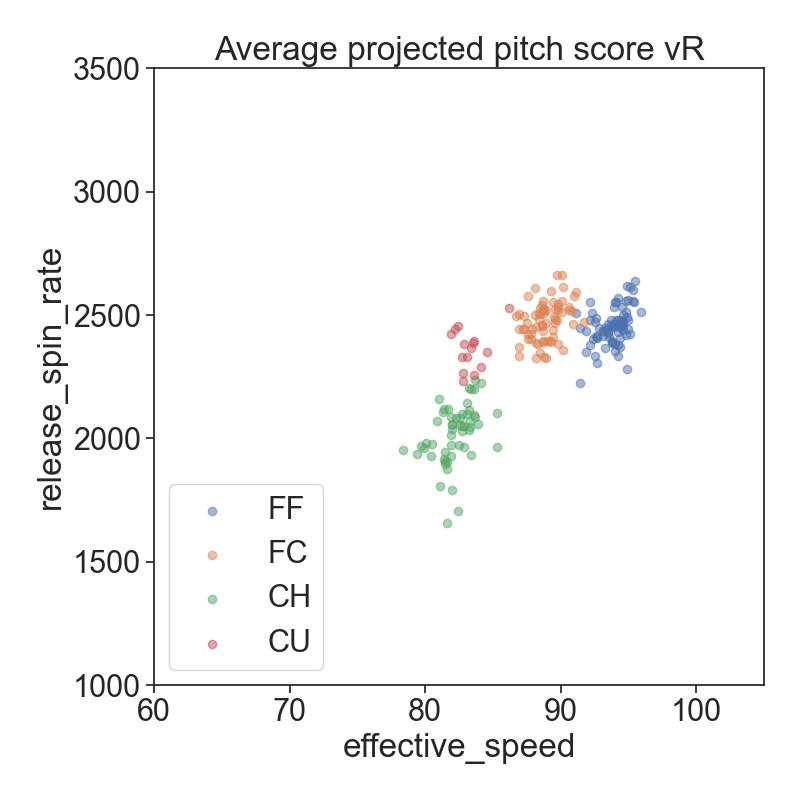 Average projected pitch score vR
3500
3000
2500
2000
1500
1000
release_spin_rate
FF
FC
CH
CU
60 70 80 90 100
effective_speed